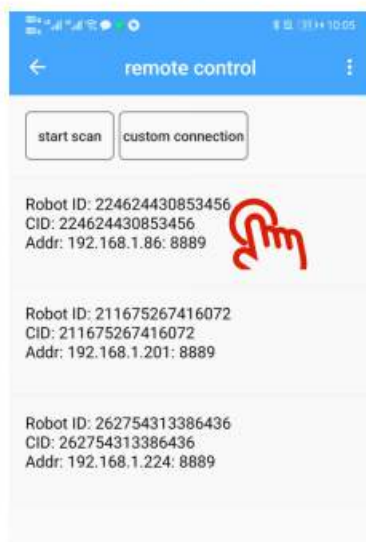 10:05
remote control
start scan custom connection
Robot ID: 224624430853456
CID: 224624430853456
Addr: 192.168.1.86: 8889
Robot ID: 211675267416072
CID: 211675267416072
Addr: 192.168.1.201: 8889
Robot ID: 262754313386436
CID: 262754313386436
Addr: 192.168.1.224: 8889